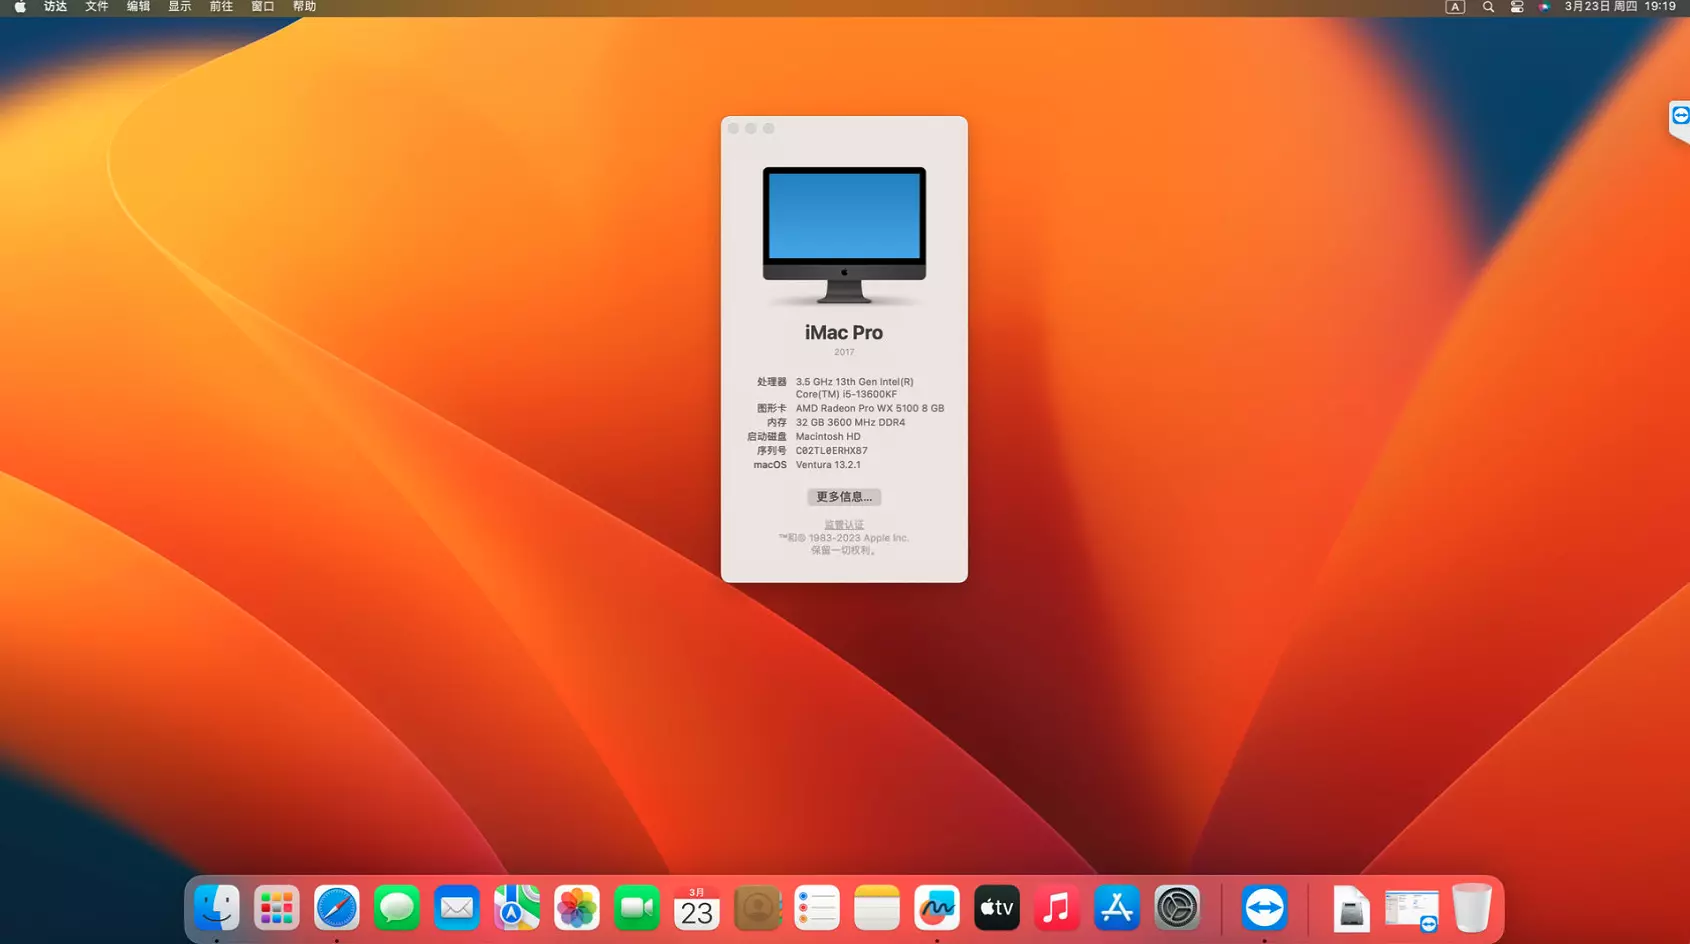 访达 文件 编辑 显示 前往 窗口 帮助
A 3月23日 周四 19:19
iMac Pro
2017
处理器 3.5 GHz 13th Gen Intel(R)
Core(TM) i5-13600KF
图形卡 AMD Radeon Pro WX 5100 8 GB
内存 32 GB 3600 MHz DDR4
启动磁盘 Macintosh HD
序列号 C02TL0ERHX87
macOS Ventura 13.2.1
更多信息...
监管认证
™和© 1983-2023 Apple Inc.
保留一切权利。
3月
23
tv